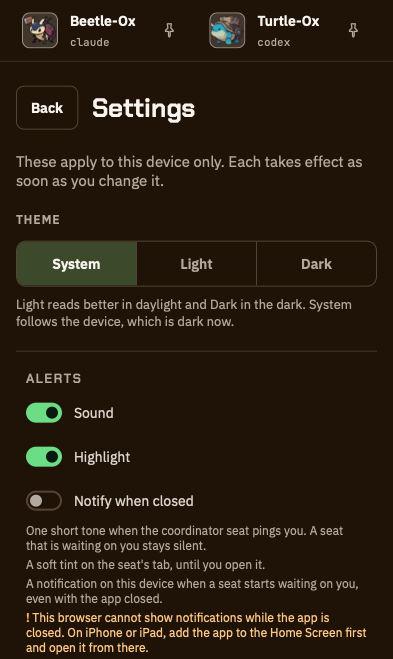 Beetle-Ox
claude
Turtle-Ox
codex
Back
Settings
These apply to this device only. Each takes effect as
soon as you change it.
THEME
System
Light
Dark
Light reads better in daylight and Dark in the dark. System
follows the device, which is dark now.
ALERTS
Sound
Highlight
Notify when closed
One short tone when the coordinator seat pings you. A seat
that is waiting on you stays silent.
A soft tint on the seat's tab, until you open it.
A notification on this device when a seat starts waiting on you,
even with the app closed.
! This browser cannot show notifications while the app is
closed. On iPhone or iPad, add the app to the Home Screen first
and open it from there.